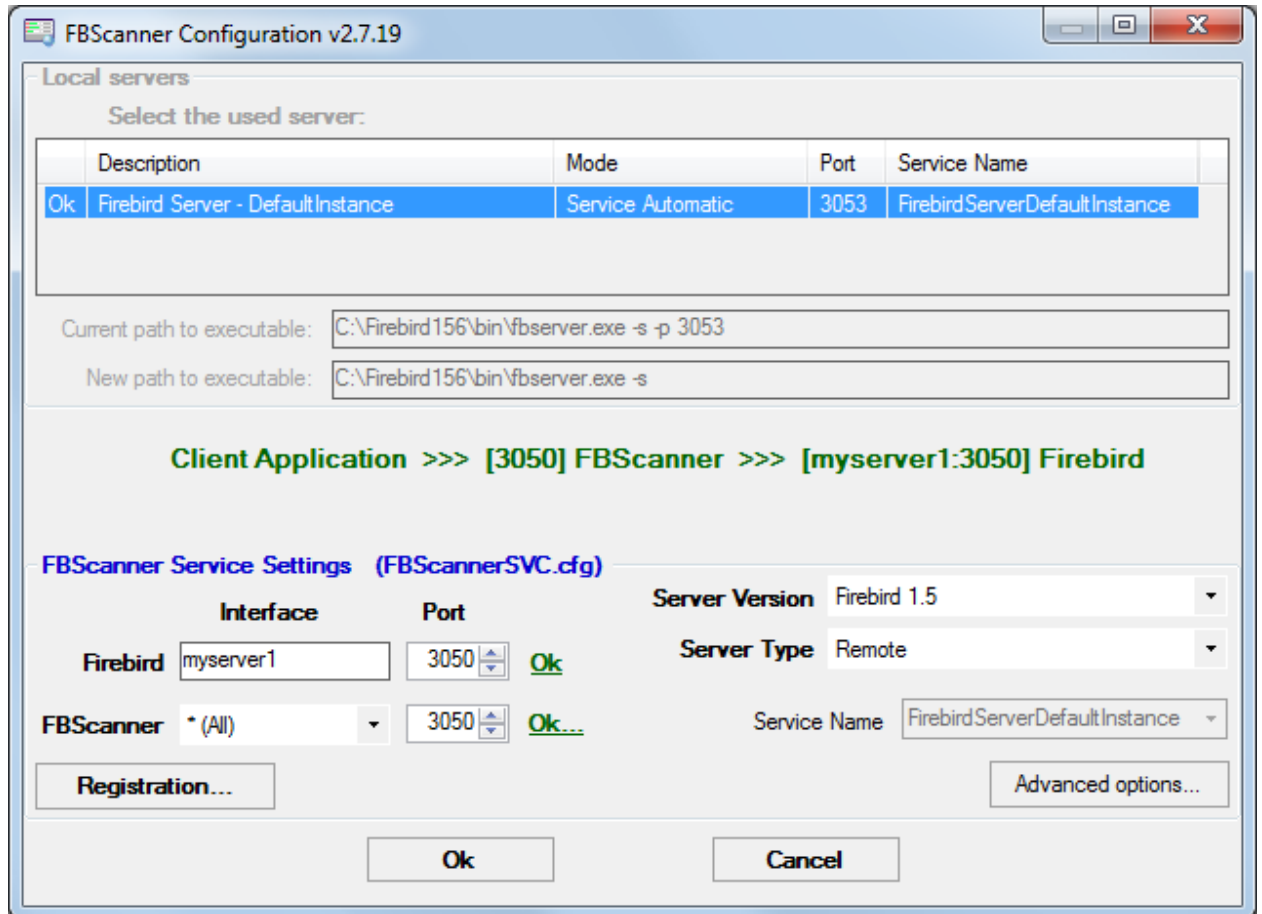 FBScanner Configuration v2.7.19
Local servers
Select the used server:
Description Mode Port Service Name
Ok Firebird Server - DefaultInstance Service Automatic 3053 FirebirdServerDefaultInstance
Current path to executable: C:\Firebird156\bin\fbserver.exe -s -p 3053
New path to executable: C:\Firebird156\bin\fbserver.exe -s
Client Application >>> [3050] FBScanner >>> [myserver1:3050] Firebird
FBScanner Service Settings (FBScannerSVC.cfg)
Server Version Firebird 1.5
Interface Port
Firebird myserver1 3050 Ok
Server Type Remote
FBScanner * (All) 3050 Ok...
Service Name FirebirdServerDefaultInstance
Registration...
Advanced options...
Ok Cancel